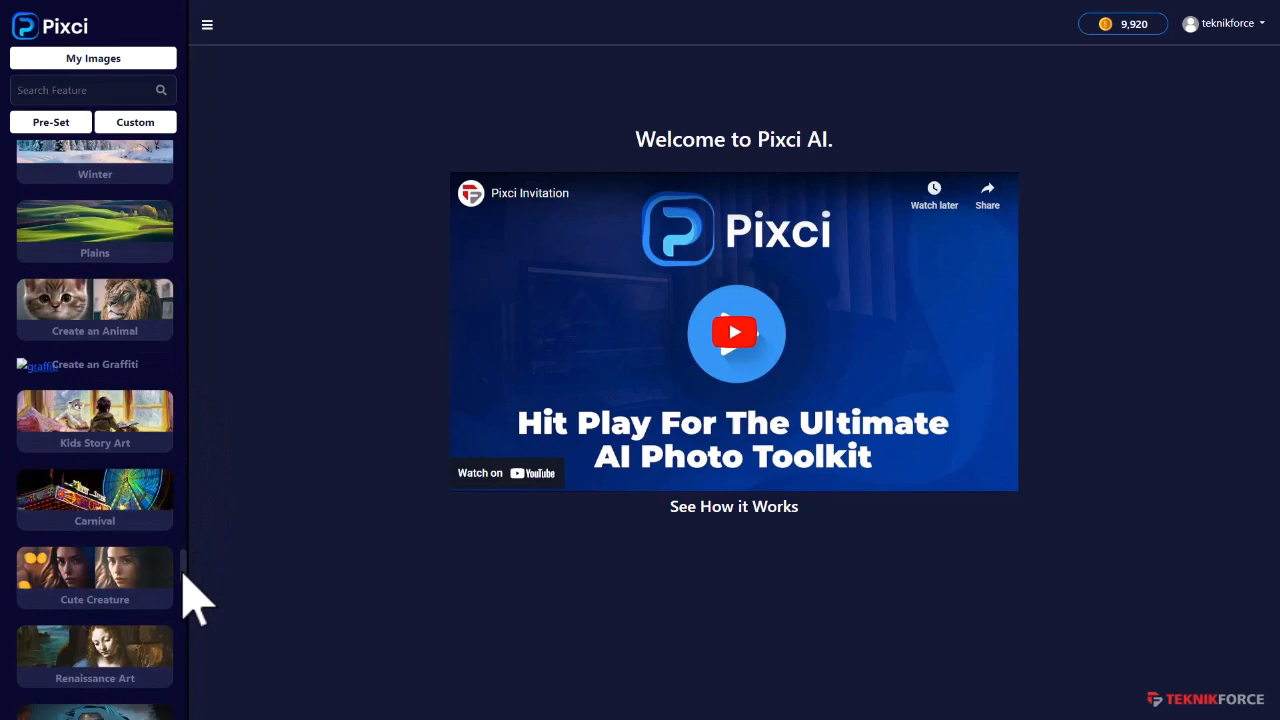 Pixci
My Images
Search Feature
Pre-Set
Custom
Winter
Plains
Create an Animal
graffiti
Create an Graffiti
Kids Story Art
Carnival
Cute Creature
Renaissance Art
9,920
teknikforce
Welcome to Pixci AI.
Pixci Invitation
Watch later
Share
Pixci
Hit Play For The Ultimate
AI Photo Toolkit
Watch on YouTube
See How it Works
TEKNIKFORCE